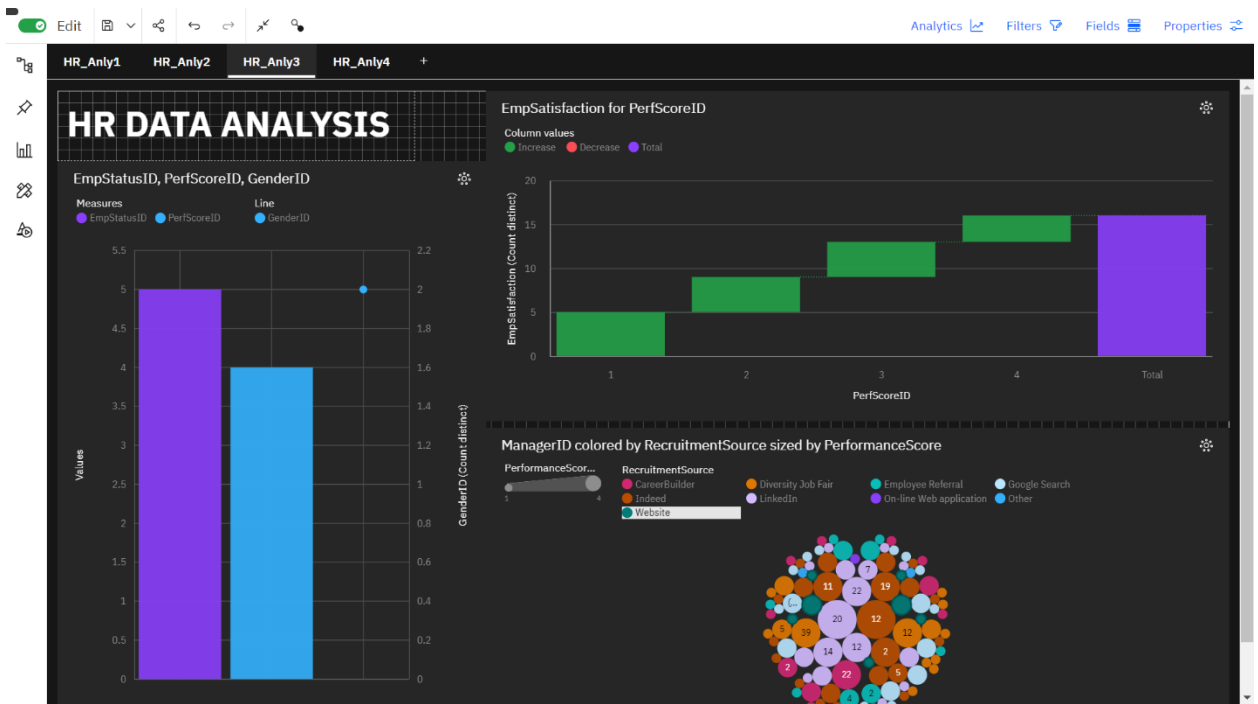 Edit
Analytics
Filters
Fields
Properties
HR_Anly1 HR_Anly2 HR_Anly3 HR_Anly4 +
HR DATA ANALYSIS
EmpStatusID, PerfScoreID, GenderID
Measures Line
EmpStatusID PerfScoreID GenderID
5.5 2.2
5 2
4.5 1.8
4 1.6
3.5 1.4
3 1.2
2.5 1
2 0.8
1.5 0.6
1 0.4
0.5 0.2
0 0
Values
GenderID (Count distinct)
EmpSatisfaction for PerfScoreID
Column values
Increase Decrease Total
EmpSatisfaction (Count distinct)
20
15
10
5
0
1 2 3 4 Total
PerfScoreID
ManagerID colored by RecruitmentSource sized by PerformanceScore
PerformanceScor...
1 4
RecruitmentSource
CareerBuilder Diversity Job Fair Employee Referral Google Search
Indeed LinkedIn On-line Web application Other
Website
7
11 22 19
(...
20 12
5 39 12
14 12 2
2 22 5
4 2